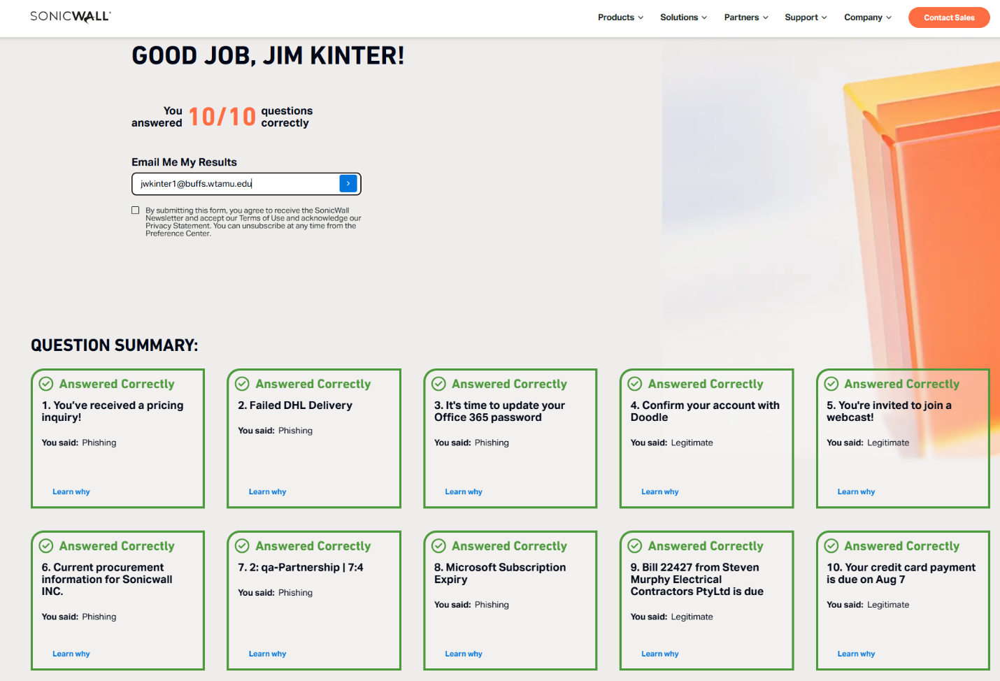 SONICWALL
Products Solutions Partners Support Company Contact Sales
GOOD JOB, JIM KINTER!
You answered 10/10 questions correctly
Email Me My Results
jwkinter1@buffs.wtamu.edu
By submitting this form, you agree to receive the SonicWall
Newsletter and accept our Terms of Use and acknowledge our
Privacy Statement. You can unsubscribe at any time from the
Preference Center.
QUESTION SUMMARY:
Answered Correctly
1. You've received a pricing
inquiry!
You said: Phishing
Learn why
Answered Correctly
2. Failed DHL Delivery
You said: Phishing
Learn why
Answered Correctly
3. It's time to update your
Office 365 password
You said: Phishing
Learn why
Answered Correctly
4. Confirm your account with
Doodle
You said: Legitimate
Learn why
Answered Correctly
5. You're invited to join a
webcast!
You said: Legitimate
Learn why
Answered Correctly
6. Current procurement
information for Sonicwall
INC.
You said: Phishing
Learn why
Answered Correctly
7. 2: qa-Partnership | 7:4
You said: Phishing
Learn why
Answered Correctly
8. Microsoft Subscription
Expiry
You said: Phishing
Learn why
Answered Correctly
9. Bill 22427 from Steven
Murphy Electrical
Contractors PtyLtd is due
You said: Legitimate
Learn why
Answered Correctly
10. Your credit card payment
is due on Aug 7
You said: Legitimate
Learn why